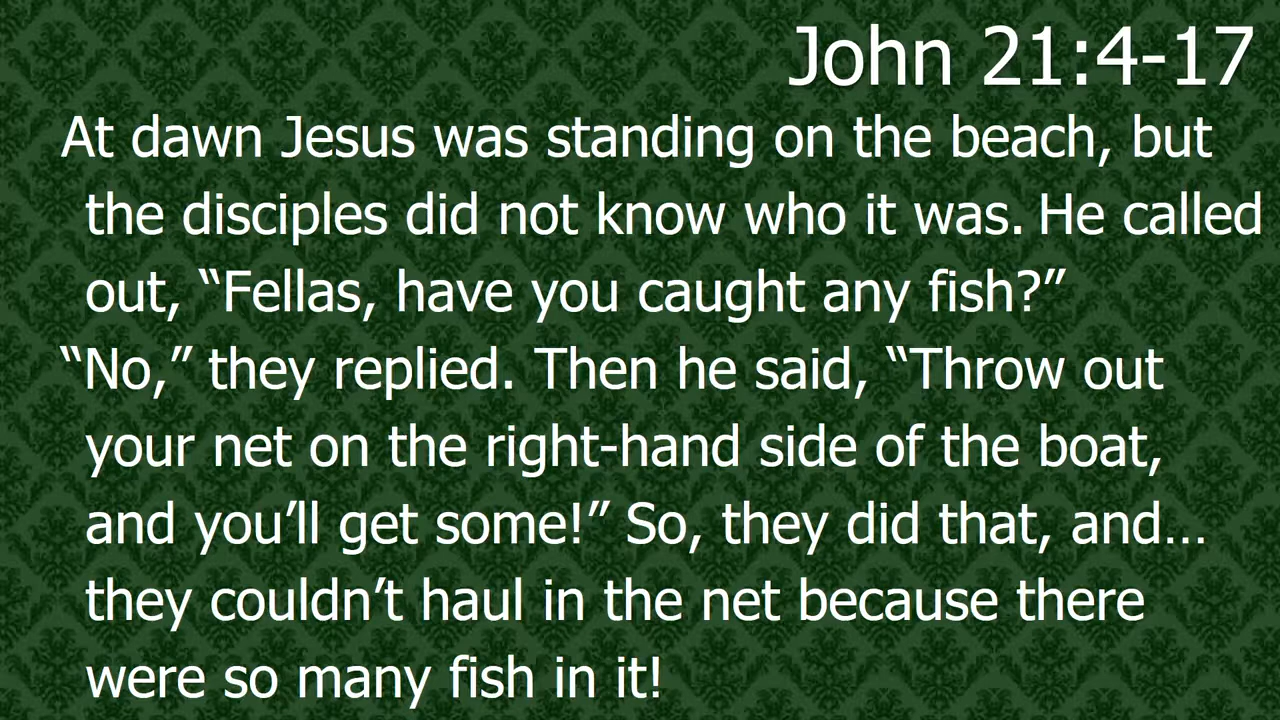 John 21:4-17
At dawn Jesus was standing on the beach, but
the disciples did not know who it was. He called
out, “Fellas, have you caught any fish?”
“No,” they replied. Then he said, “Throw out
your net on the right-hand side of the boat,
and you’ll get some!” So, they did that, and…
they couldn’t haul in the net because there
were so many fish in it!